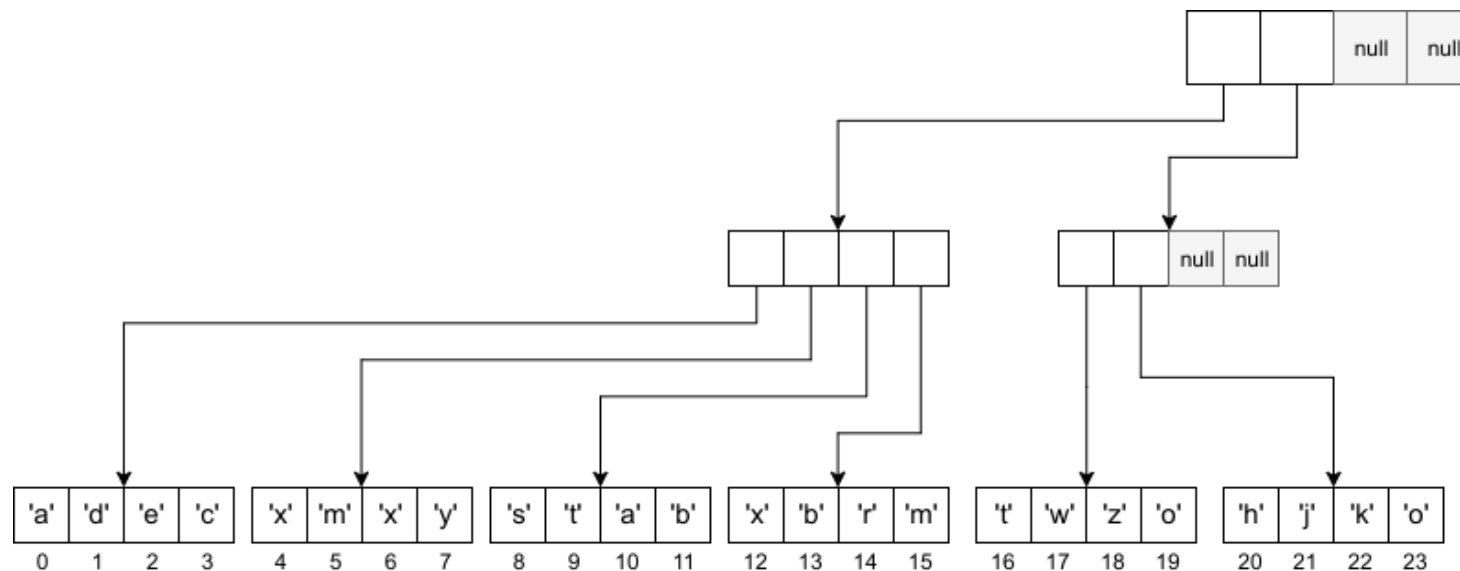 null null
null null
'a' 'd' 'e' 'c' 'x' 'm' 'x' 'y' 's' 't' 'a' 'b' 'x' 'b' 'r' 'm' 't' 'w' 'z' 'o' 'h' 'j' 'k' 'o'
0 1 2 3 4 5 6 7 8 9 10 11 12 13 14 15 16 17 18 19 20 21 22 23